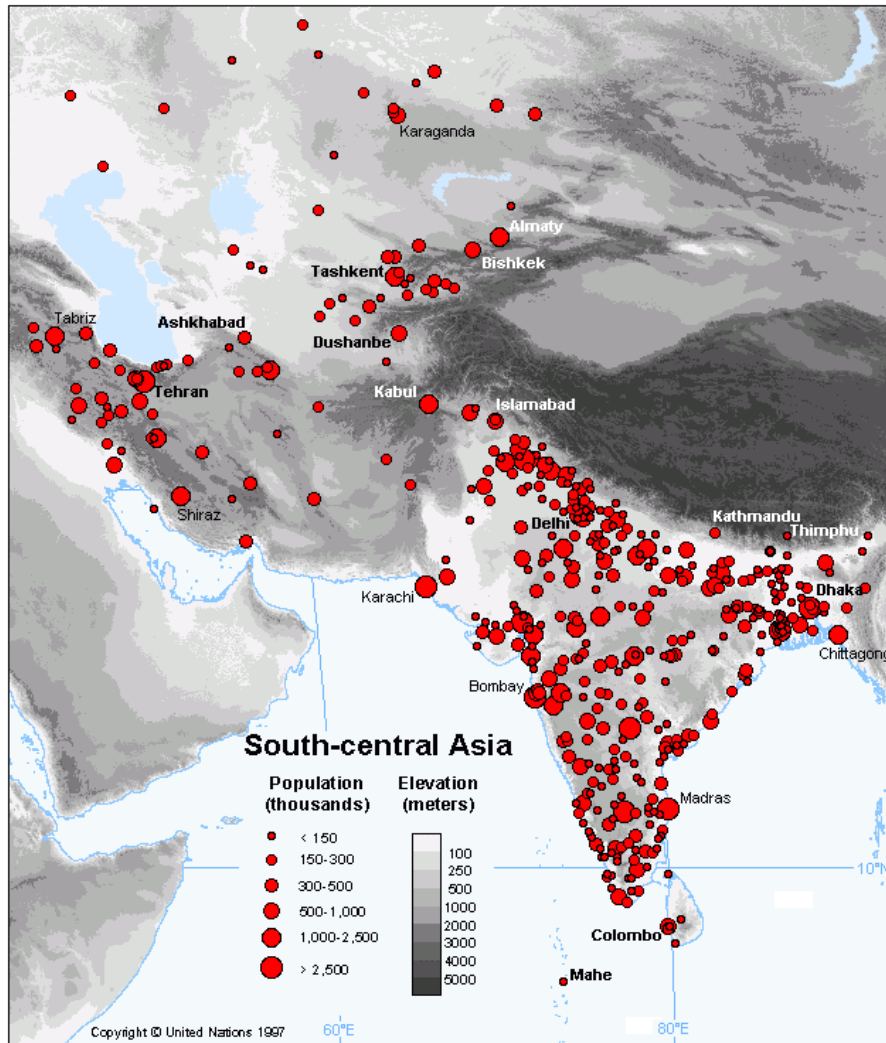 Karaganda
Almaty
Bishkek
Tashkent
Tabriz
Ashkhabad
Dushanbe
Tehran
Kabul
Islamabad
Shiraz
Delhi
Kathmandu
Thimphu
Karachi
Dhaka
Chittagong
Bombay
South-central Asia
Population
(thousands)
Elevation
(meters)
Madras
< 150
150-300
300-500
500-1,000
1,000-2,500
> 2,500
100
250
500
1000
2000
3000
4000
5000
10°N
Colombo
Mahe
Copyright © United Nations 1997
60°E
80°E